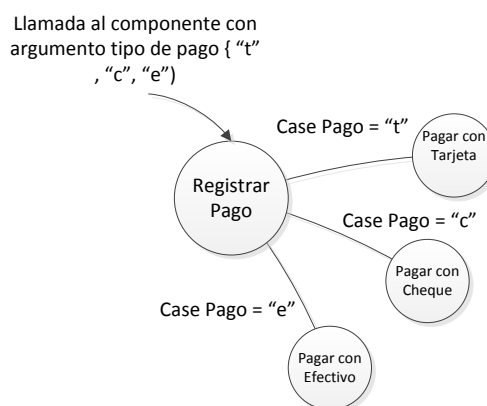 Llamada al componente con
argumento tipo de pago { “t”
, “c”, “e”)
Case Pago = “t”
Pagar con
Tarjeta
Registrar
Pago
Case Pago = “c”
Pagar con
Cheque
Case Pago = “e”
Pagar con
Efectivo